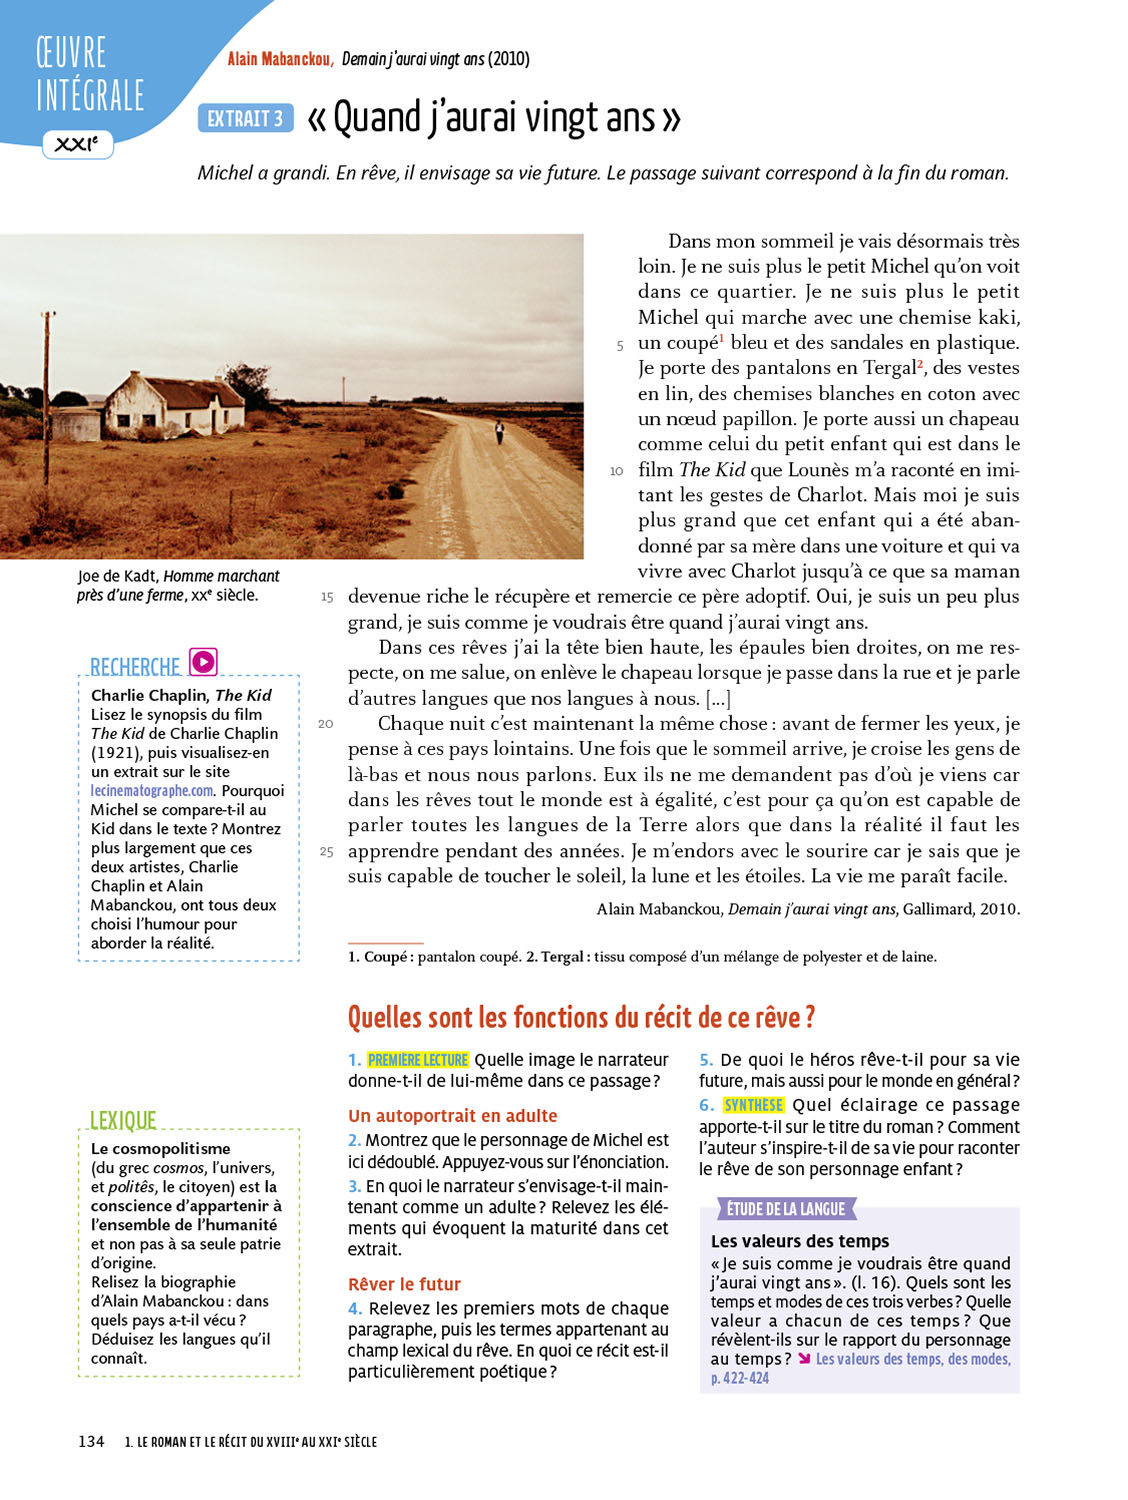 ŒUVRE
INTÉGRALE
XXIe
Alain Mabanckou, Demain j'aurai vingt ans (2010)
EXTRAIT 3 « Quand j'aurai vingt ans »
Michel a grandi. En rêve, il envisage sa vie future. Le passage suivant correspond à la fin du roman.
Dans mon sommeil je vais désormais très
loin. Je ne suis plus le petit Michel qu'on voit
dans ce quartier. Je ne suis plus le petit
Michel qui marche avec une chemise kaki,
5 un coupé1 bleu et des sandales en plastique.
Je porte des pantalons en Tergal2, des vestes
en lin, des chemises blanches en coton avec
un nœud papillon. Je porte aussi un chapeau
comme celui du petit enfant qui est dans le
10 film The Kid que Lounès m'a raconté en imi-
tant les gestes de Charlot. Mais moi je suis
plus grand que cet enfant qui a été aban-
donné par sa mère dans une voiture et qui va
vivre avec Charlot jusqu'à ce que sa maman
15 devenue riche le récupère et remercie ce père adoptif. Oui, je suis un peu plus
grand, je suis comme je voudrais être quand j'aurai vingt ans.
Dans ces rêves j'ai la tête bien haute, les épaules bien droites, on me res-
pecte, on me salue, on enlève le chapeau lorsque je passe dans la rue et je parle
d'autres langues que nos langues à nous. [...]
20 Chaque nuit c'est maintenant la même chose : avant de fermer les yeux, je
pense à ces pays lointains. Une fois que le sommeil arrive, je croise les gens de
là-bas et nous nous parlons. Eux ils ne me demandent pas d'où je viens car
dans les rêves tout le monde est à égalité, c'est pour ça qu'on est capable de
parler toutes les langues de la Terre alors que dans la réalité il faut les
25 apprendre pendant des années. Je m'endors avec le sourire car je sais que je
suis capable de toucher le soleil, la lune et les étoiles. La vie me paraît facile.
Alain Mabanckou, Demain j'aurai vingt ans, Gallimard, 2010.
1. Coupé : pantalon coupé. 2. Tergal : tissu composé d'un mélange de polyester et de laine.
Joe de Kadt, Homme marchant
près d'une ferme, XXe siècle.
RECHERCHE
Charlie Chaplin, The Kid
Lisez le synopsis du film
The Kid de Charlie Chaplin
(1921), puis visualisez-en
un extrait sur le site
lecinematographe.com. Pourquoi
Michel se compare-t-il au
Kid dans le texte ? Montrez
plus largement que ces
deux artistes, Charlie
Chaplin et Alain
Mabanckou, ont tous deux
choisi l'humour pour
aborder la réalité.
LEXIQUE
Le cosmopolitisme
(du grec cosmos, l'univers,
et politês, le citoyen) est la
conscience d'appartenir à
l'ensemble de l'humanité
et non pas à sa seule patrie
d'origine.
Relisez la biographie
d'Alain Mabanckou : dans
quels pays a-t-il vécu ?
Déduisez les langues qu'il
connaît.
Quelles sont les fonctions du récit de ce rêve ?
1. PREMIÈRE LECTURE Quelle image le narrateur
donne-t-il de lui-même dans ce passage ?
Un autoportrait en adulte
2. Montrez que le personnage de Michel est
ici dédoublé. Appuyez-vous sur l'énonciation.
3. En quoi le narrateur s'envisage-t-il main-
tenant comme un adulte ? Relevez les élé-
ments qui évoquent la maturité dans cet
extrait.
Rêver le futur
4. Relevez les premiers mots de chaque
paragraphe, puis les termes appartenant au
champ lexical du rêve. En quoi ce récit est-il
particulièrement poétique ?
5. De quoi le héros rêve-t-il pour sa vie
future, mais aussi pour le monde en général ?
6. SYNTHÈSE Quel éclairage ce passage
apporte-t-il sur le titre du roman ? Comment
l'auteur s'inspire-t-il de sa vie pour raconter
le rêve de son personnage enfant ?
ÉTUDE DE LA LANGUE
Les valeurs des temps
« Je suis comme je voudrais être quand
j'aurai vingt ans ». (l. 16). Quels sont les
temps et modes de ces trois verbes ? Quelle
valeur a chacun de ces temps ? Que
révèlent-ils sur le rapport du personnage
au temps ? Les valeurs des temps, des modes,
p. 422-424
134 1. LE ROMAN ET LE RÉCIT DU XVIIIe AU XXIe SIÈCLE